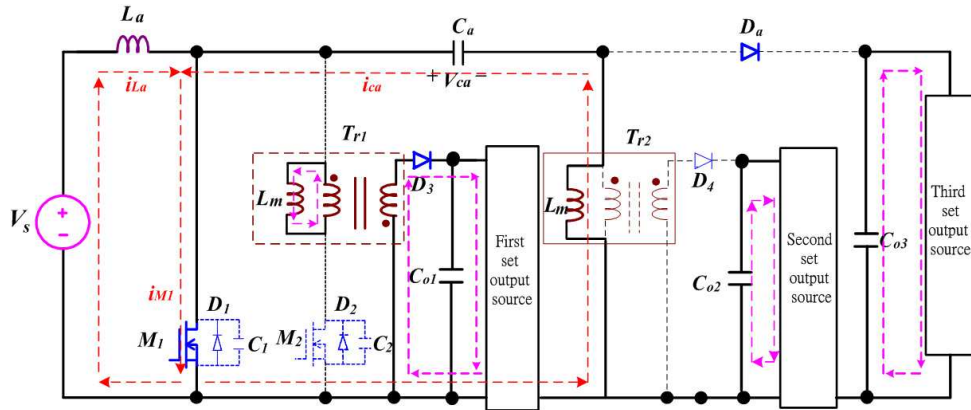 La
Ca
Da
+ Vca −
iLa
ica
Tr1
Tr2
Lm
D3
Lm
D4
Vs
+
−
First
set
output
source
Second
set
output
source
Third
set
output
source
Co1
Co2
Co3
iM1
D1
D2
M1
C1
M2
C2